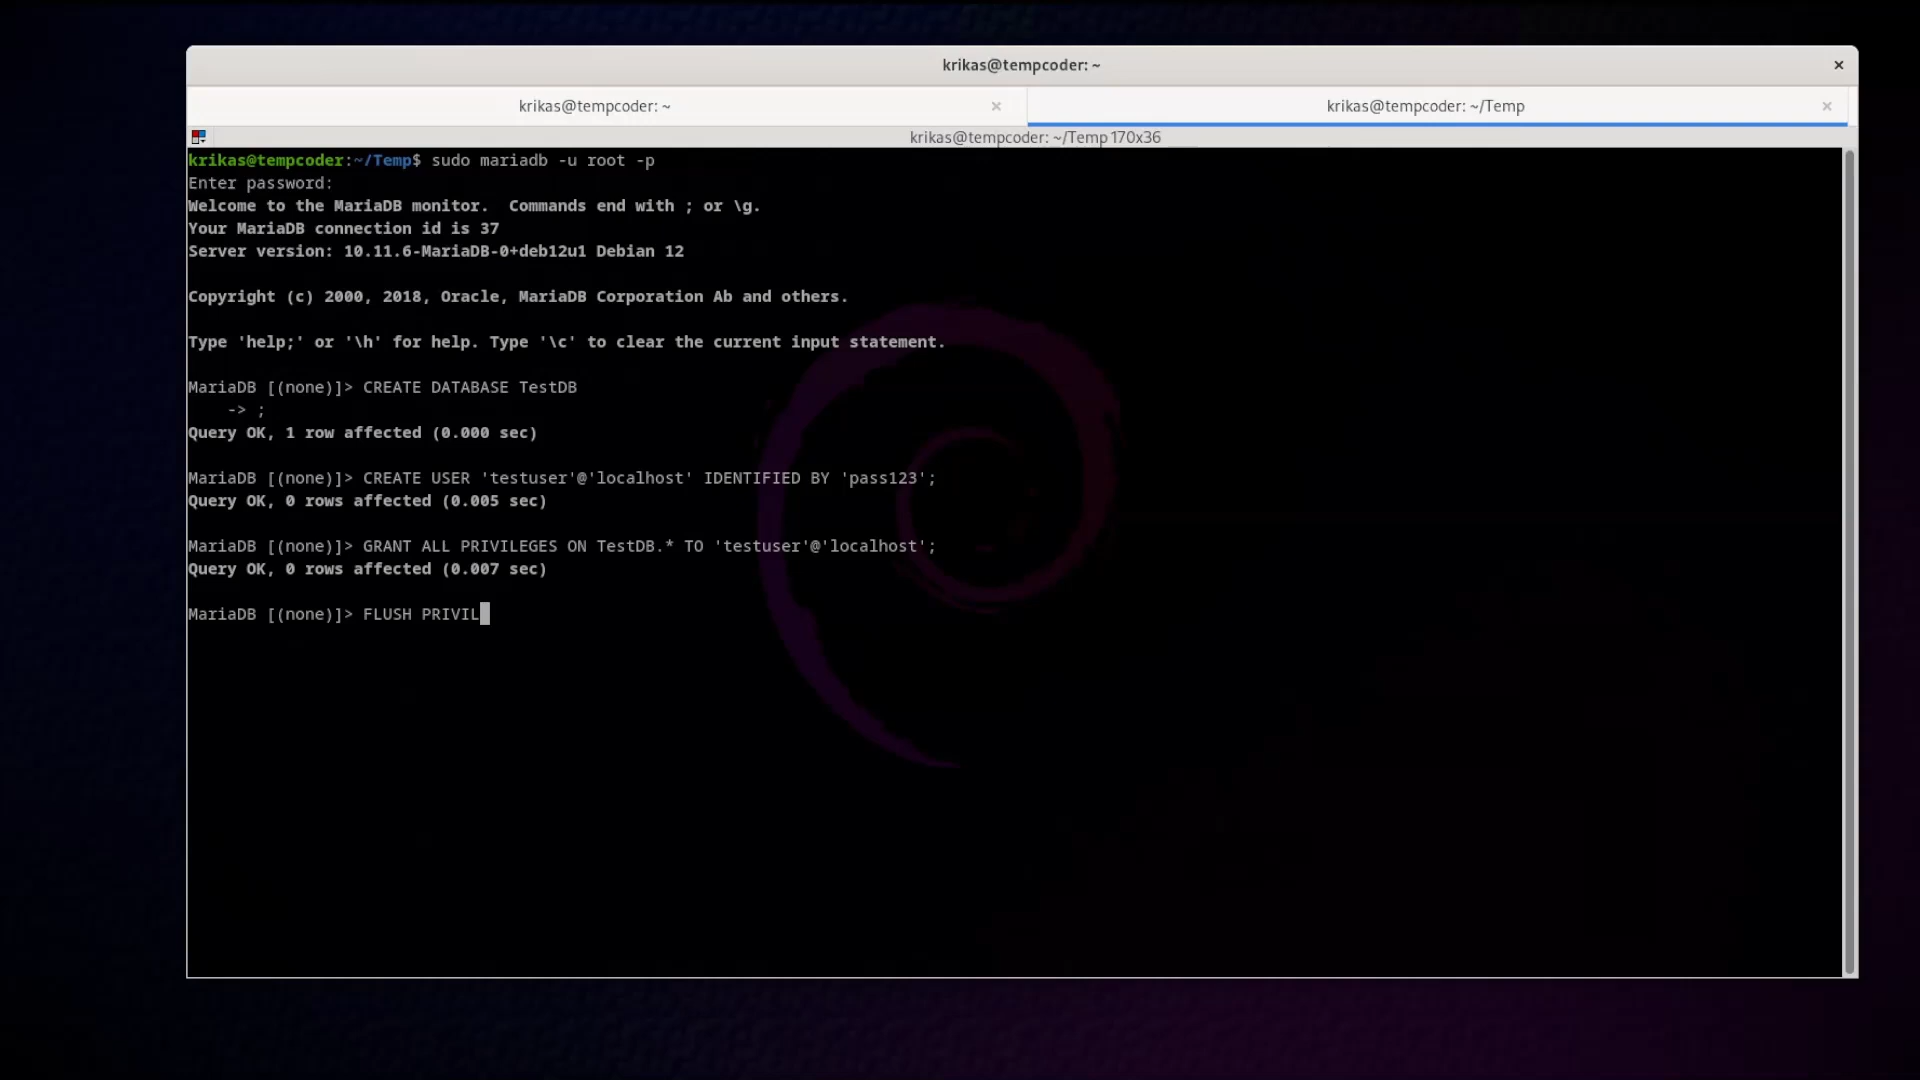 krikas@tempcoder: ~
krikas@tempcoder: ~
krikas@tempcoder: ~/Temp
krikas@tempcoder: ~/Temp 170x36
krikas@tempcoder:~/Temp$ sudo mariadb -u root -p
Enter password:
Welcome to the MariaDB monitor.  Commands end with ; or \g.
Your MariaDB connection id is 37
Server version: 10.11.6-MariaDB-0+deb12u1 Debian 12
Copyright (c) 2000, 2018, Oracle, MariaDB Corporation Ab and others.
Type 'help;' or '\h' for help. Type '\c' to clear the current input statement.
MariaDB [(none)]> CREATE DATABASE TestDB
    -> ;
Query OK, 1 row affected (0.000 sec)
MariaDB [(none)]> CREATE USER 'testuser'@'localhost' IDENTIFIED BY 'pass123';
Query OK, 0 rows affected (0.005 sec)
MariaDB [(none)]> GRANT ALL PRIVILEGES ON TestDB.* TO 'testuser'@'localhost';
Query OK, 0 rows affected (0.007 sec)
MariaDB [(none)]> FLUSH PRIVIL